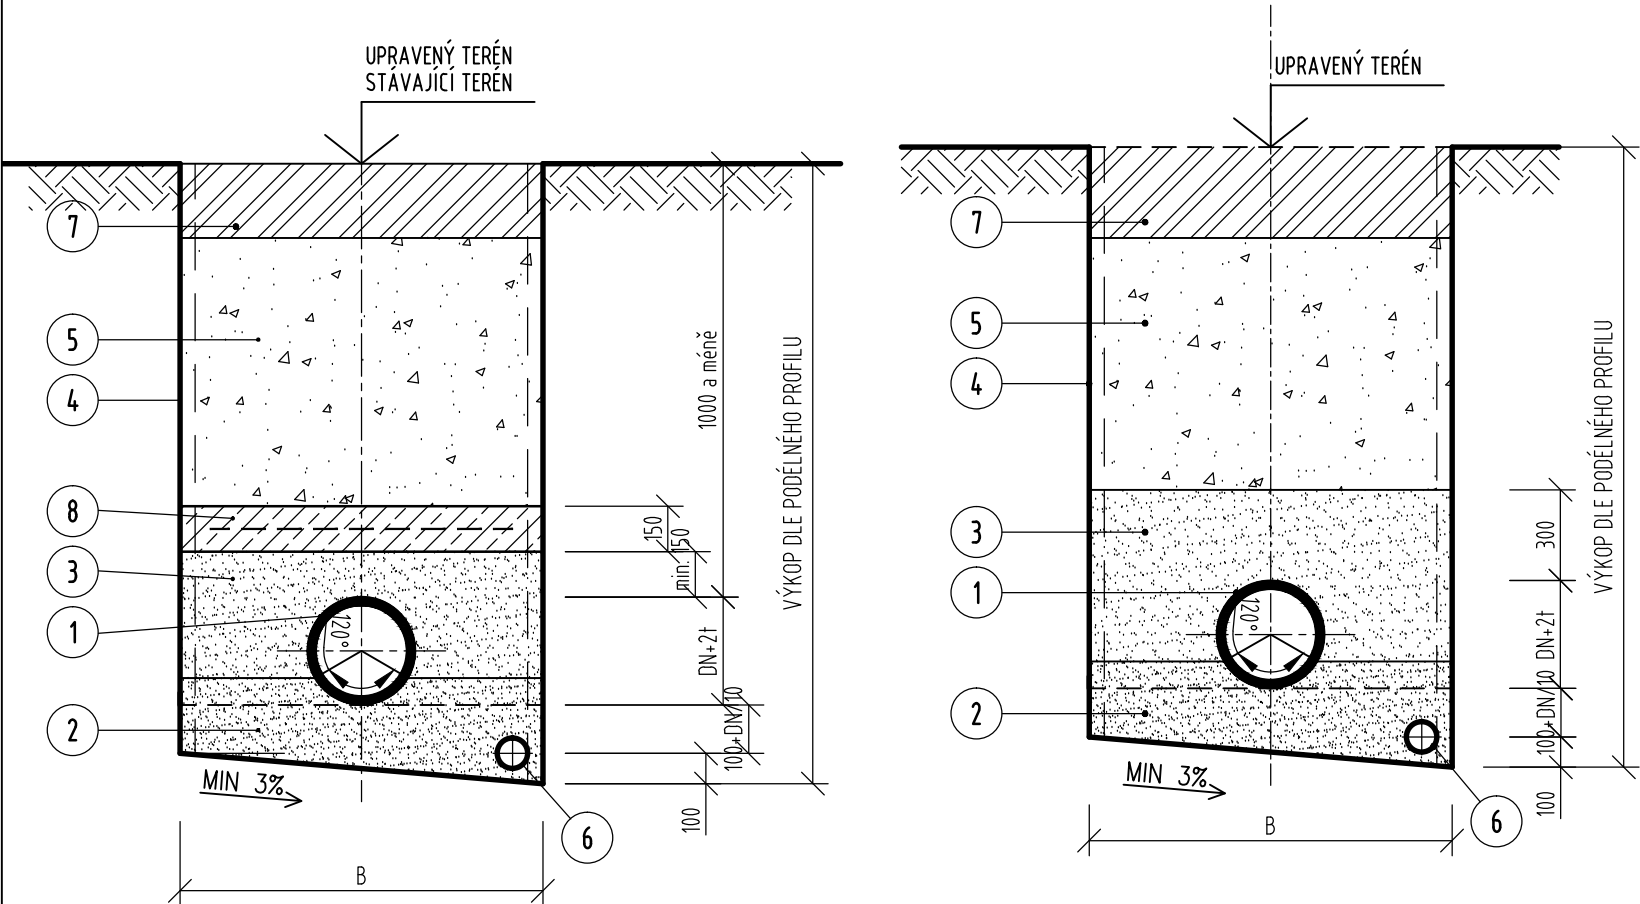 UPRAVENÝ TERÉN
STÁVAJÍCÍ TERÉN
7
5
4
8
3
1
2
120°
MIN 3%
6
B
150
min. 150
1000 a méně
DN+2t
100+DN/10
100
VÝKOP DLE PODÉLNÉHO PROFILU
UPRAVENÝ TERÉN
7
5
4
3
1
2
120°
MIN 3%
6
B
300
DN+2t
100+DN/10
100
VÝKOP DLE PODÉLNÉHO PROFILU